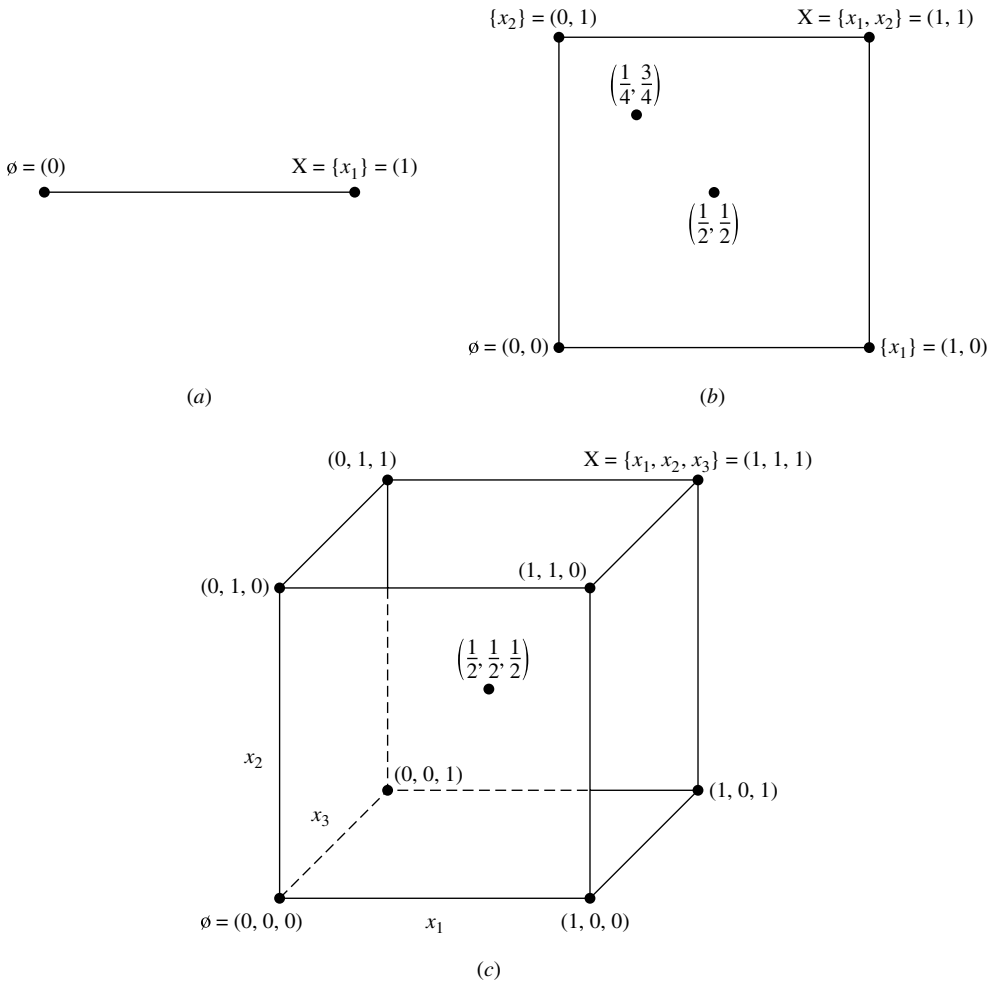 {x₂} = (0, 1)
X = {x₁, x₂} = (1, 1)
(1/4, 3/4)
ø = (0)
X = {x₁} = (1)
(1/2, 1/2)
ø = (0, 0)
{x₁} = (1, 0)
(a)
(b)
(0, 1, 1)
X = {x₁, x₂, x₃} = (1, 1, 1)
(0, 1, 0)
(1, 1, 0)
(1/2, 1/2, 1/2)
x₂
(0, 0, 1)
(1, 0, 1)
x₃
ø = (0, 0, 0)
x₁
(1, 0, 0)
(c)